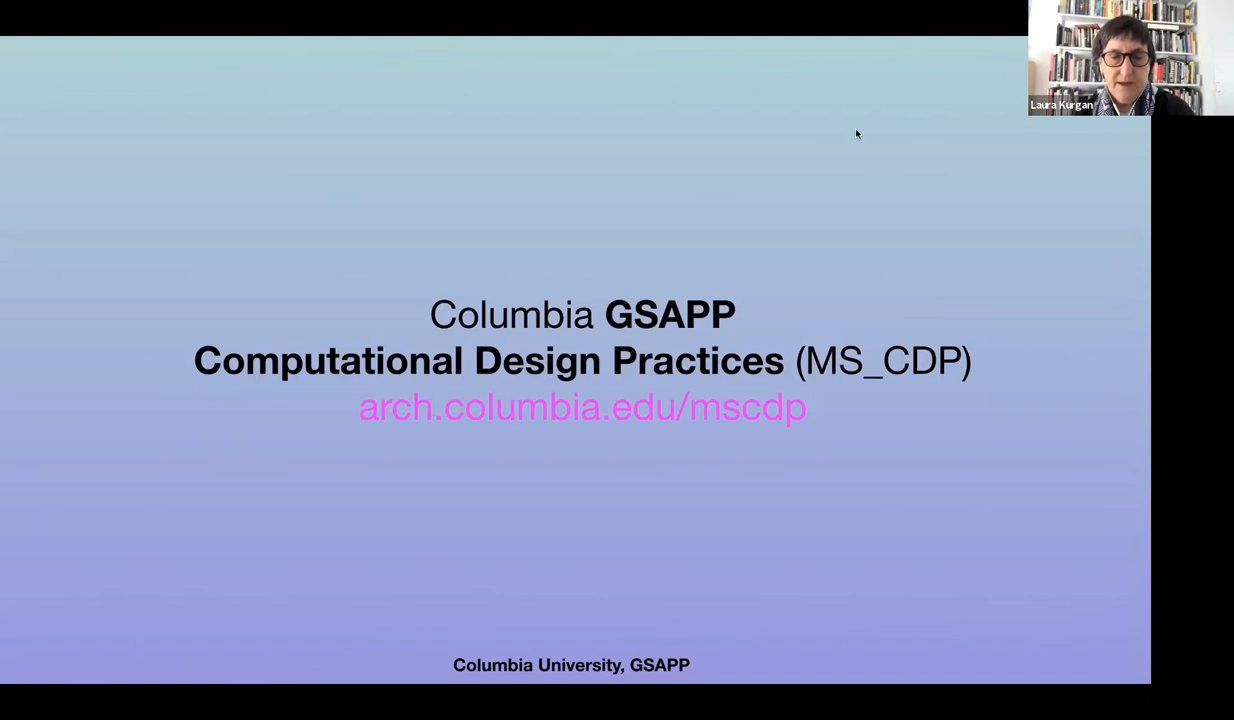 Laura Kurgan
Columbia GSAPP
Computational Design Practices (MS_CDP)
arch.columbia.edu/mscdp
Columbia University, GSAPP